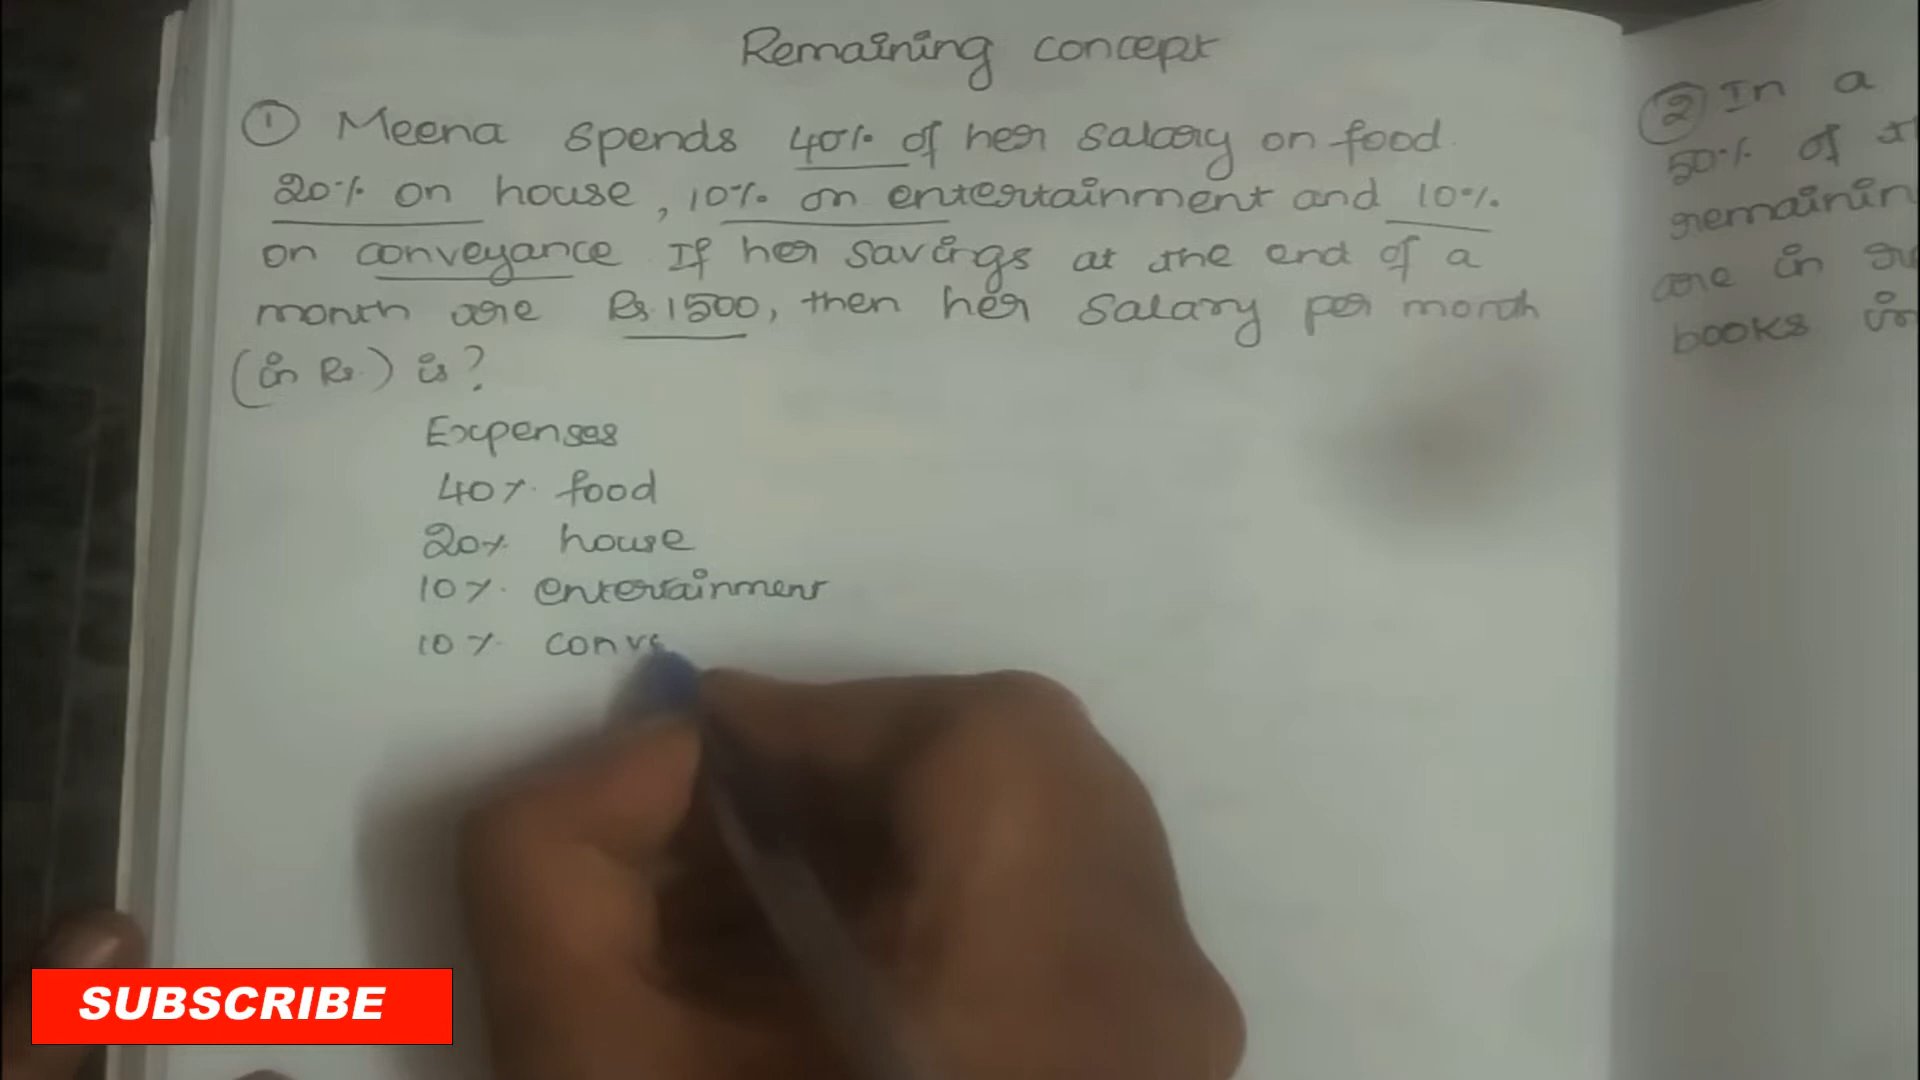 Remaining concept
① Meena spends 40% of her salary on food
20% on house, 10% on entertainment and 10%
on conveyance If her savings at the end of a
month are Rs.1500, then her salary per month
(in Rs.) is?
Expenses
40% food
20% house
10% entertainment
10% conve
② In a
50% of
remainin
are in
books in
SUBSCRIBE